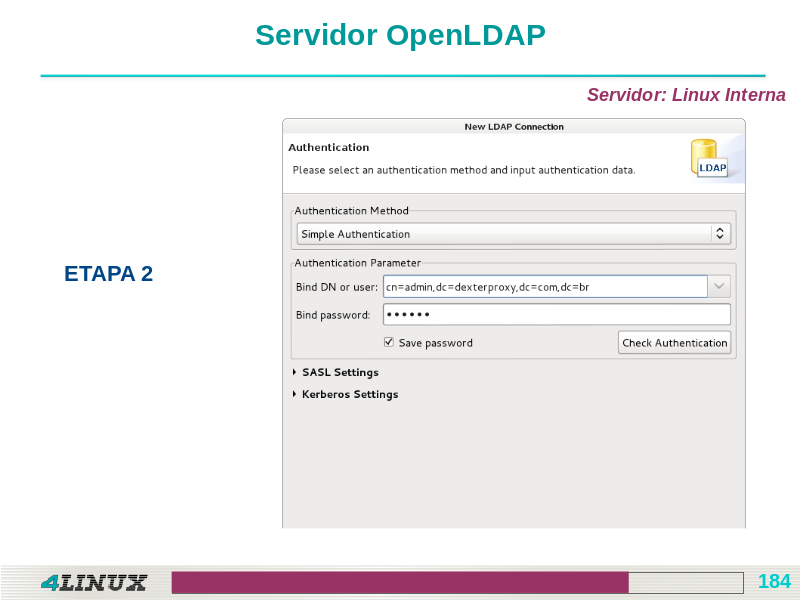 Servidor OpenLDAP
Servidor: Linux Interna
New LDAP Connection
Authentication
Please select an authentication method and input authentication data.
LDAP
Authentication Method
Simple Authentication
ETAPA 2
Authentication Parameter
Bind DN or user: cn=admin,dc=dexterproxy,dc=com,dc=br
Bind password: ••••••
Save password
Check Authentication
SASL Settings
Kerberos Settings
4LINUX
184